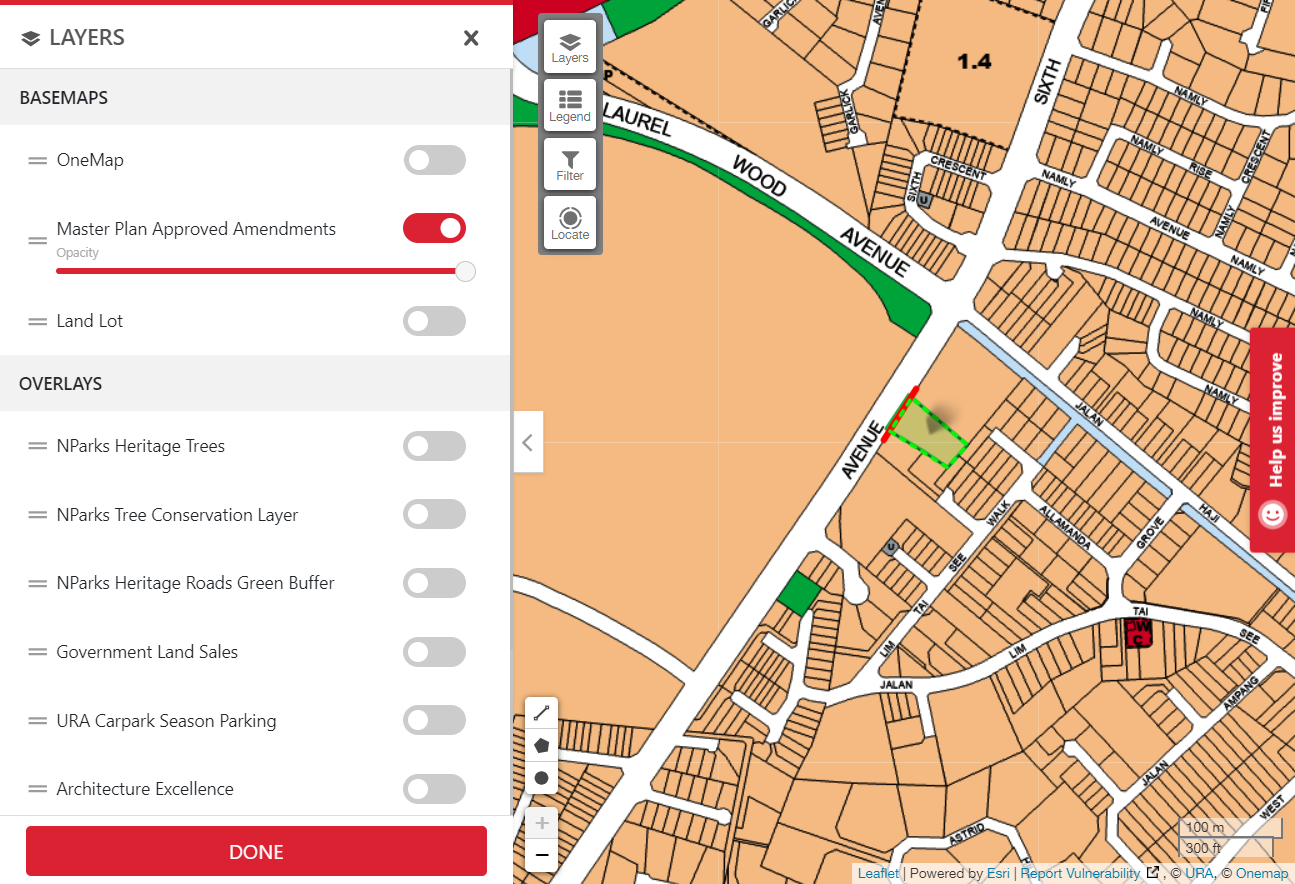 LAYERS
BASEMAPS
OneMap
Master Plan Approved Amendments
Opacity
Land Lot
OVERLAYS
NParks Heritage Trees
NParks Tree Conservation Layer
NParks Heritage Roads Green Buffer
Government Land Sales
URA Carpark Season Parking
Architecture Excellence
DONE
Layers
Legend
Filter
Locate
P
LAUREL
WOOD
AVENUE
GARLICK
AVEN
GARLICK
1.4
SIXTH
NAMLY
CRESCENT
NAMLY
RISE
SIXTH
CRESCENT
U
NAMLY
AVENUE
NAMLY
NAMLY
NAMLY
NAMLY
Help us improve
AVENUE
JALAN
HAJI
WALK
ALLAMANDA
GROVE
U
SEE
TAI
LIM
JALAN
LIM
TAI
SEE
W
C
AMPANG
JALAN
WEST
ASTRID
H
+
−
100 m
300 ft
Leaflet | Powered by Esri | Report Vulnerability , © URA, © Onemap